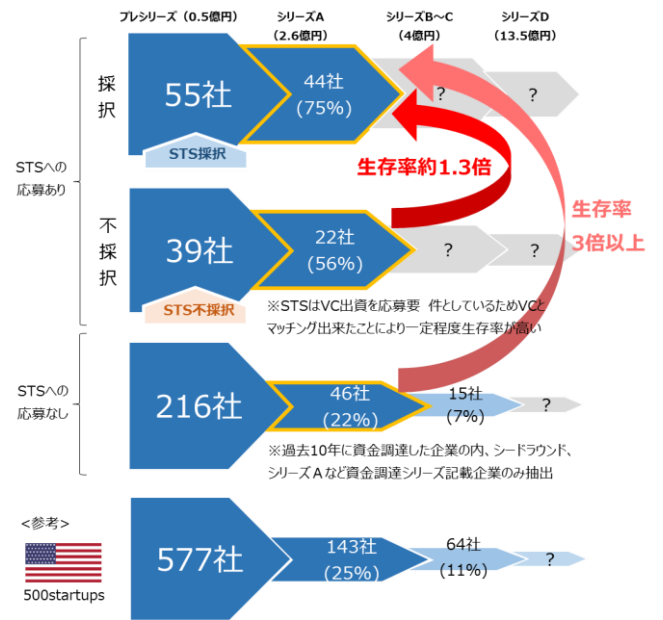 プレシリーズ（0.5億円）
シリーズA
（2.6億円）
シリーズB～C
（4億円）
シリーズD
（13.5億円）
STSへの
応募あり
採択
55社
44社
(75%)
?
?
STS採択
生存率約1.3倍
生存率
3倍以上
不採択
39社
22社
(56%)
?
?
STS不採択
※STSはVC出資を応募要 件としているためVCと
マッチング出来たことにより一定程度生存率が高い
STSへの
応募なし
216社
46社
(22%)
15社
(7%)
?
※過去10年に資金調達した企業の内、シードラウンド、
シリーズAなど資金調達シリーズ記載企業のみ抽出
<参考>
500startups
577社
143社
(25%)
64社
(11%)
?